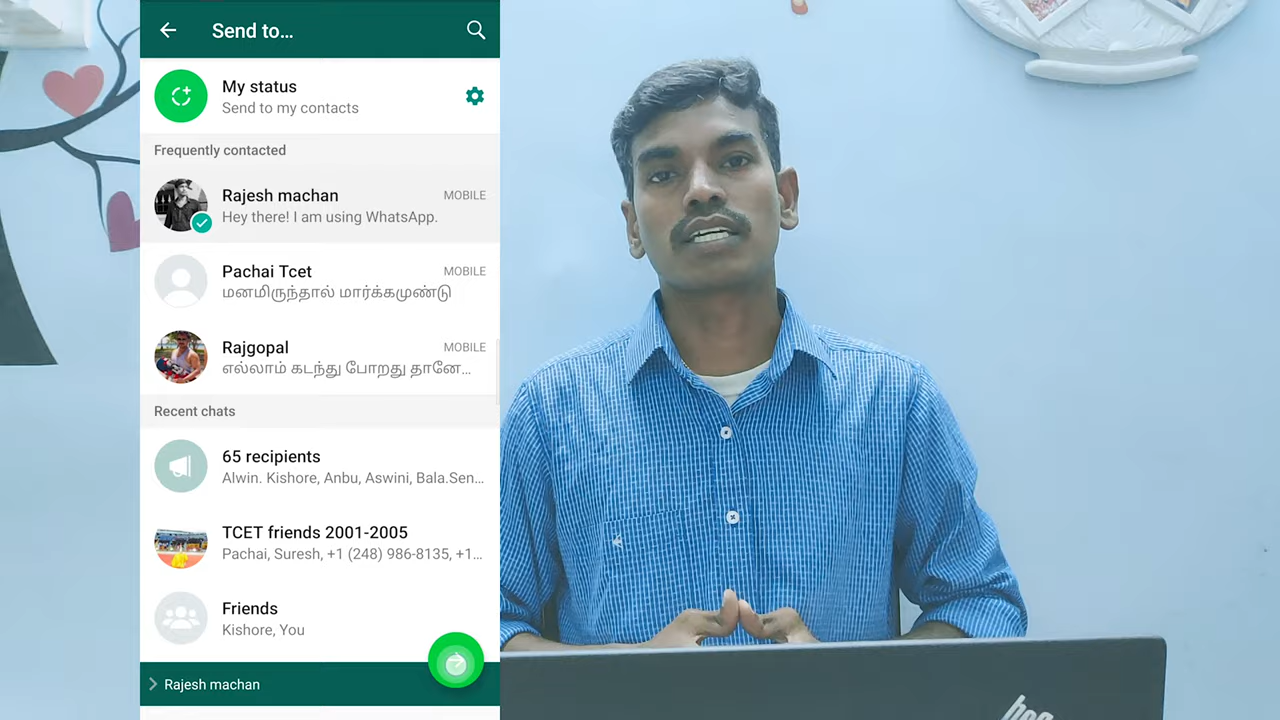 Send to...
My status
Send to my contacts
Frequently contacted
Rajesh machan MOBILE
Hey there! I am using WhatsApp.
Pachai Tcet MOBILE
மனமிருந்தால் மார்க்கமுண்டு
Rajgopal MOBILE
எல்லாம் கடந்து போறது தானே...
Recent chats
65 recipients
Alwin. Kishore, Anbu, Aswini, Bala.Sen...
TCET friends 2001-2005
Pachai, Suresh, +1 (248) 986-8135, +1...
Friends
Kishore, You
Rajesh machan
hp